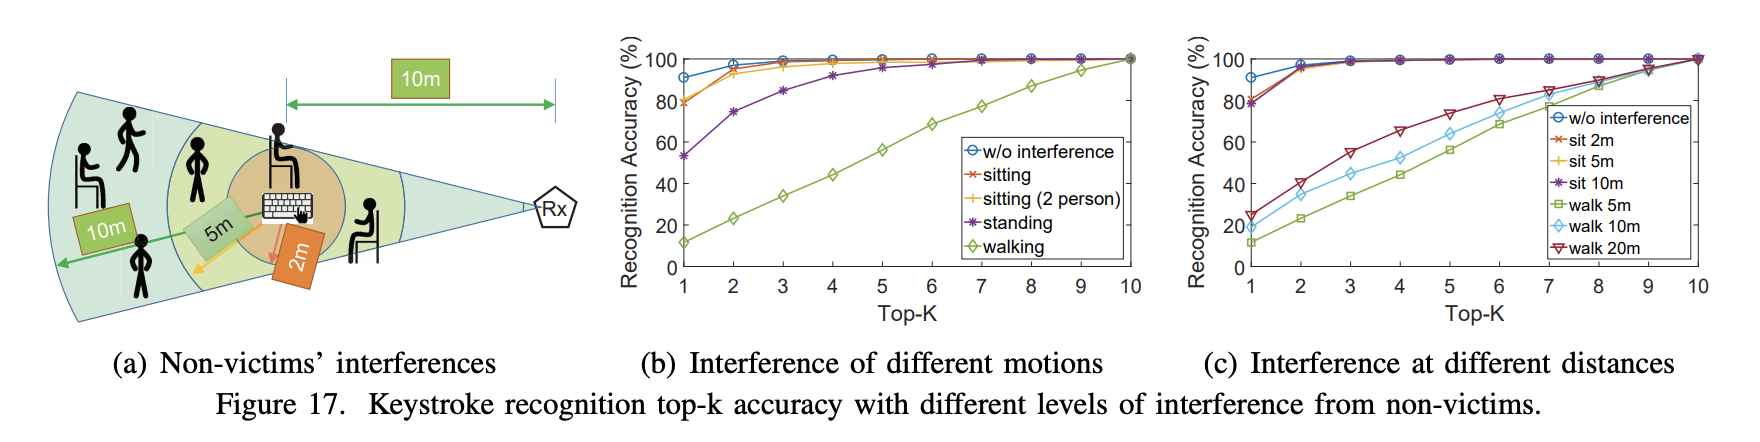 10m
10m
5m
2m
Rx
Recognition Accuracy (%)
100
80
60
40
20
0
w/o interference
sitting
sitting (2 person)
standing
walking
1 2 3 4 5 6 7 8 9 10
Top-K
Recognition Accuracy (%)
100
80
60
40
20
0
w/o interference
sit 2m
sit 5m
sit 10m
walk 5m
walk 10m
walk 20m
1 2 3 4 5 6 7 8 9 10
Top-K
(a) Non-victims’ interferences
(b) Interference of different motions
(c) Interference at different distances
Figure 17. Keystroke recognition top-k accuracy with different levels of interference from non-victims.